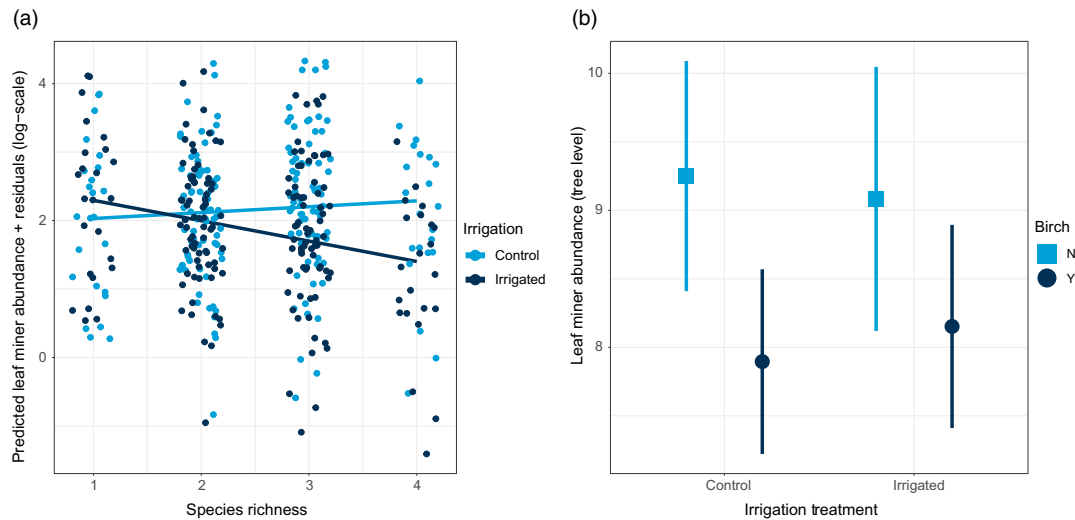 (a)
Predicted leaf miner abundance + residuals (log-scale)
4
2
0
1 2 3 4
Species richness
Irrigation
Control
Irrigated
(b)
Leaf miner abundance (tree level)
10
9
8
Control Irrigated
Irrigation treatment
Birch
N
Y